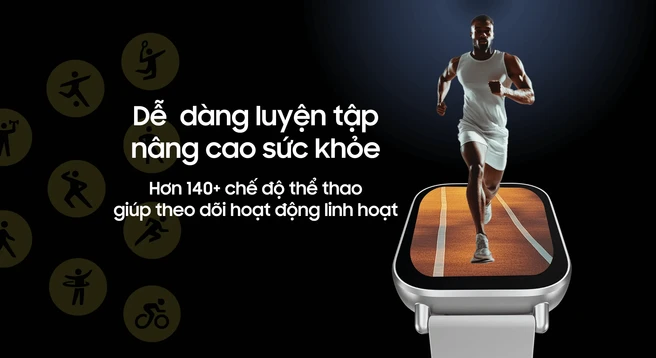 Dễ dàng luyện tập
nâng cao sức khỏe
Hơn 140+ chế độ thể thao
giúp theo dõi hoạt động linh hoạt